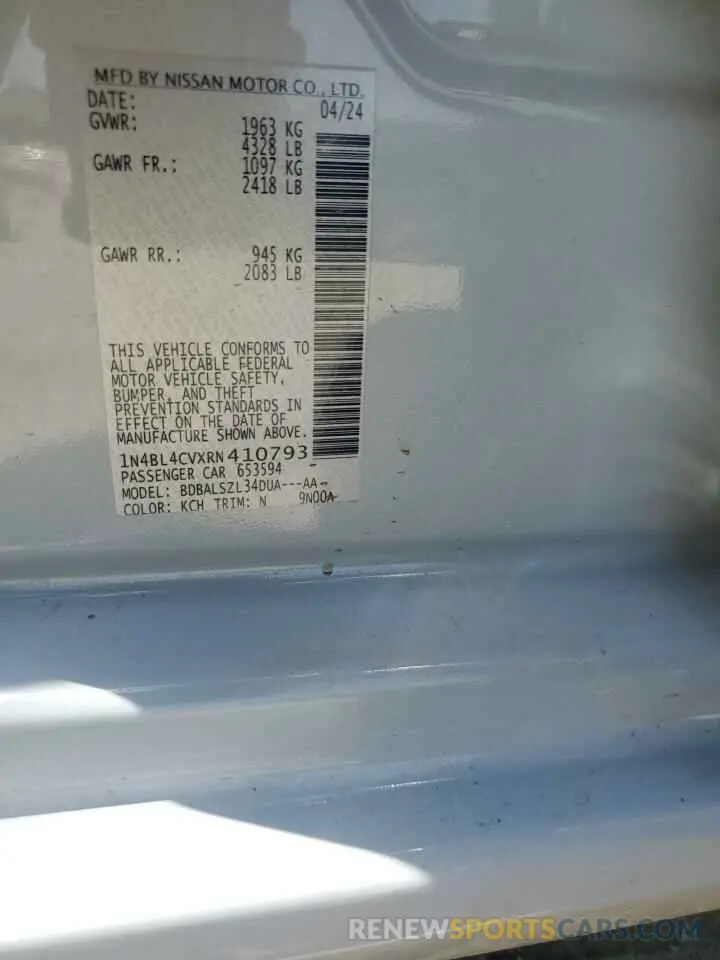 MFD BY NISSAN MOTOR CO., LTD.
DATE: 04/24
GVWR: 1963 KG
4328 LB
GAWR FR.: 1097 KG
2418 LB
GAWR RR.: 945 KG
2083 LB
THIS VEHICLE CONFORMS TO
ALL APPLICABLE FEDERAL
MOTOR VEHICLE SAFETY,
BUMPER, AND THEFT
PREVENTION STANDARDS IN
EFFECT ON THE DATE OF
MANUFACTURE SHOWN ABOVE.
1N4BL4CVXRN410793
PASSENGER CAR 653594
MODEL: BDBALSZL34DUA---AA-
COLOR: KCH TRIM: N 9N00A
RENEWSPORTSCARS.COM